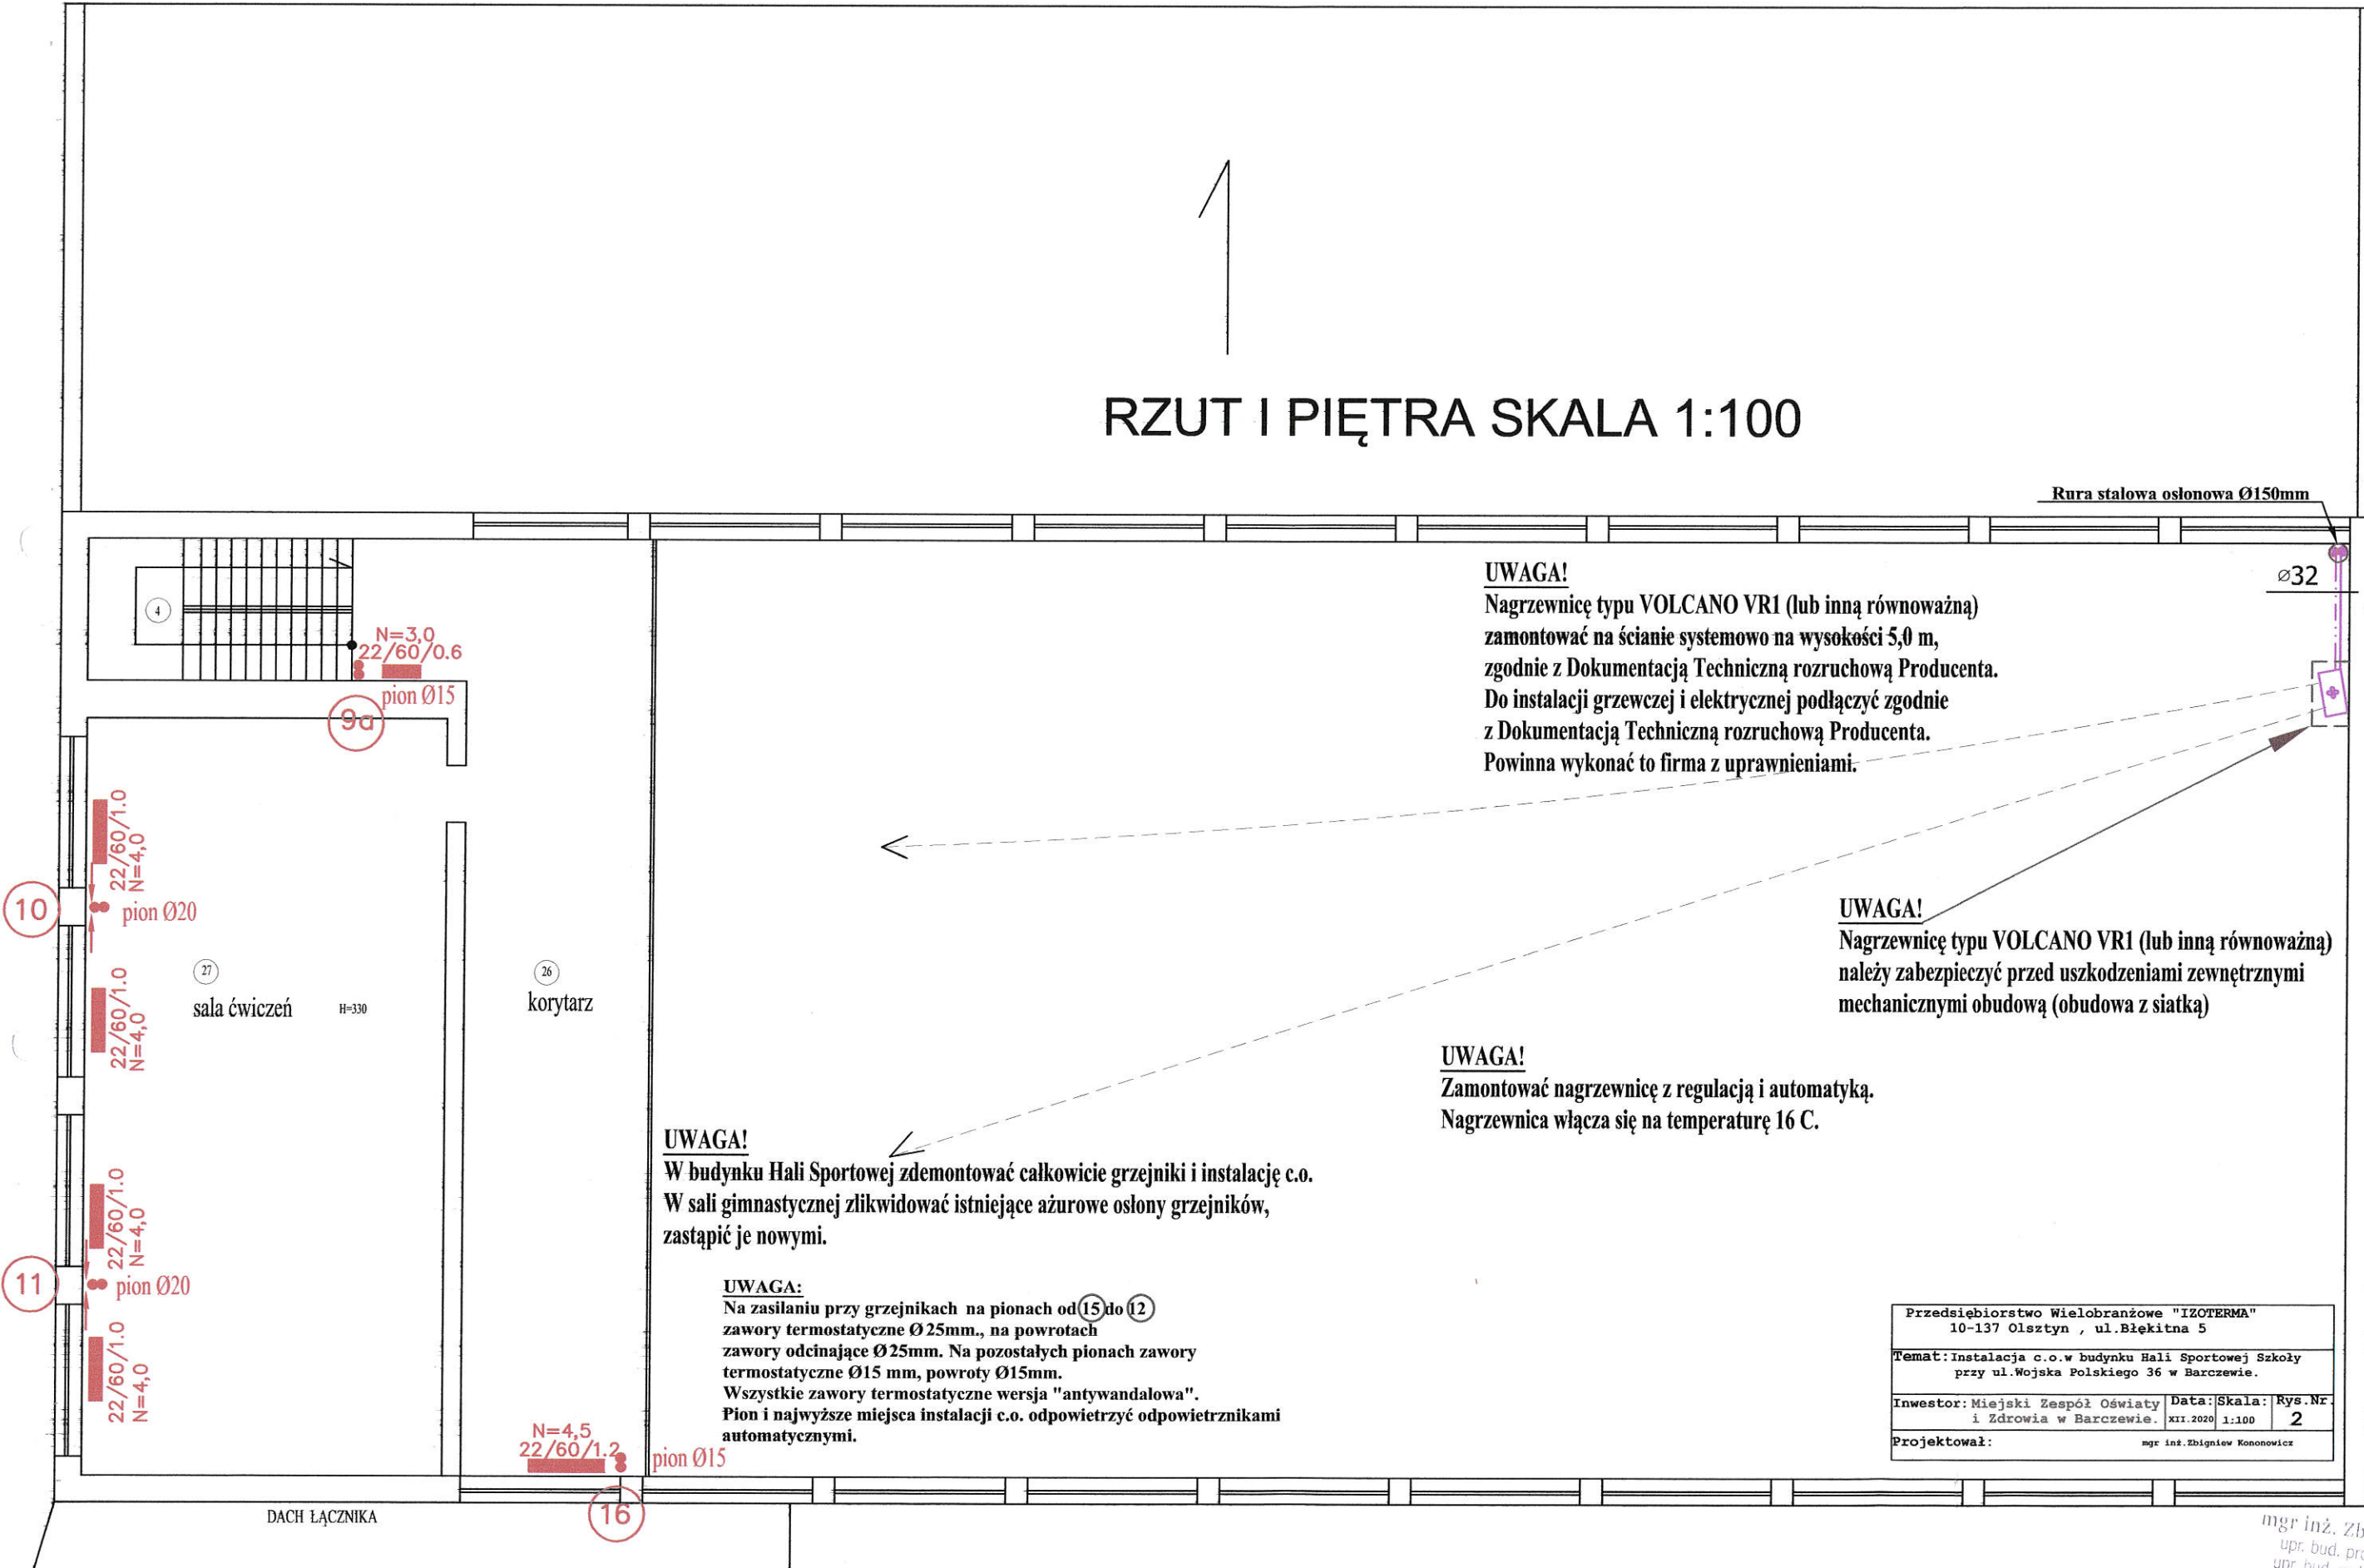 RZUT I PIĘTRA SKALA 1:100
Rura stalowa osłonowa Ø150mm
⌀32
UWAGA!
Nagrzewnicę typu VOLCANO VR1 (lub inną równoważną)
zamontować na ścianie systemowo na wysokości 5,0 m,
zgodnie z Dokumentacją Techniczną rozruchową Producenta.
Do instalacji grzewczej i elektrycznej podłączyć zgodnie
z Dokumentacją Techniczną rozruchową Producenta.
Powinna wykonać to firma z uprawnieniami.
4
N=3,0
22/60/0.6
pion Ø15
9a
22/60/1.0
N=4,0
10
pion Ø20
22/60/1.0
N=4,0
27
sala ćwiczeń
H=330
26
korytarz
UWAGA!
Nagrzewnicę typu VOLCANO VR1 (lub inną równoważną)
należy zabezpieczyć przed uszkodzeniami zewnętrznymi
mechanicznymi obudową (obudowa z siatką)
UWAGA!
Zamontować nagrzewnicę z regulacją i automatyką.
Nagrzewnica włącza się na temperaturę 16 C.
UWAGA!
W budynku Hali Sportowej zdemontować całkowicie grzejniki i instalację c.o.
W sali gimnastycznej zlikwidować istniejące ażurowe osłony grzejników,
zastąpić je nowymi.
22/60/1.0
N=4,0
11
pion Ø20
22/60/1.0
N=4,0
UWAGA:
Na zasilaniu przy grzejnikach na pionach od 15 do 12
zawory termostatyczne Ø 25mm., na powrotach
zawory odcinające Ø 25mm. Na pozostałych pionach zawory
termostatyczne Ø15 mm, powroty Ø15mm.
Wszystkie zawory termostatyczne wersja "antywandalowa".
Pion i najwyższe miejsca instalacji c.o. odpowietrzyć odpowietrznikami
automatycznymi.
N=4,5
22/60/1.2
pion Ø15
16
DACH ŁĄCZNIKA
Przedsiębiorstwo Wielobranżowe "IZOTERMA"
10-137 Olsztyn , ul.Błękitna 5
Temat: Instalacja c.o.w budynku Hali Sportowej Szkoły
przy ul.Wojska Polskiego 36 w Barczewie.
Inwestor: Miejski Zespół Oświaty
i Zdrowia w Barczewie.
Data:
XII.2020
Skala:
1:100
Rys.Nr.
2
Projektował:
mgr inż.Zbigniew Kononowicz
mgr inż.
upr. bud.